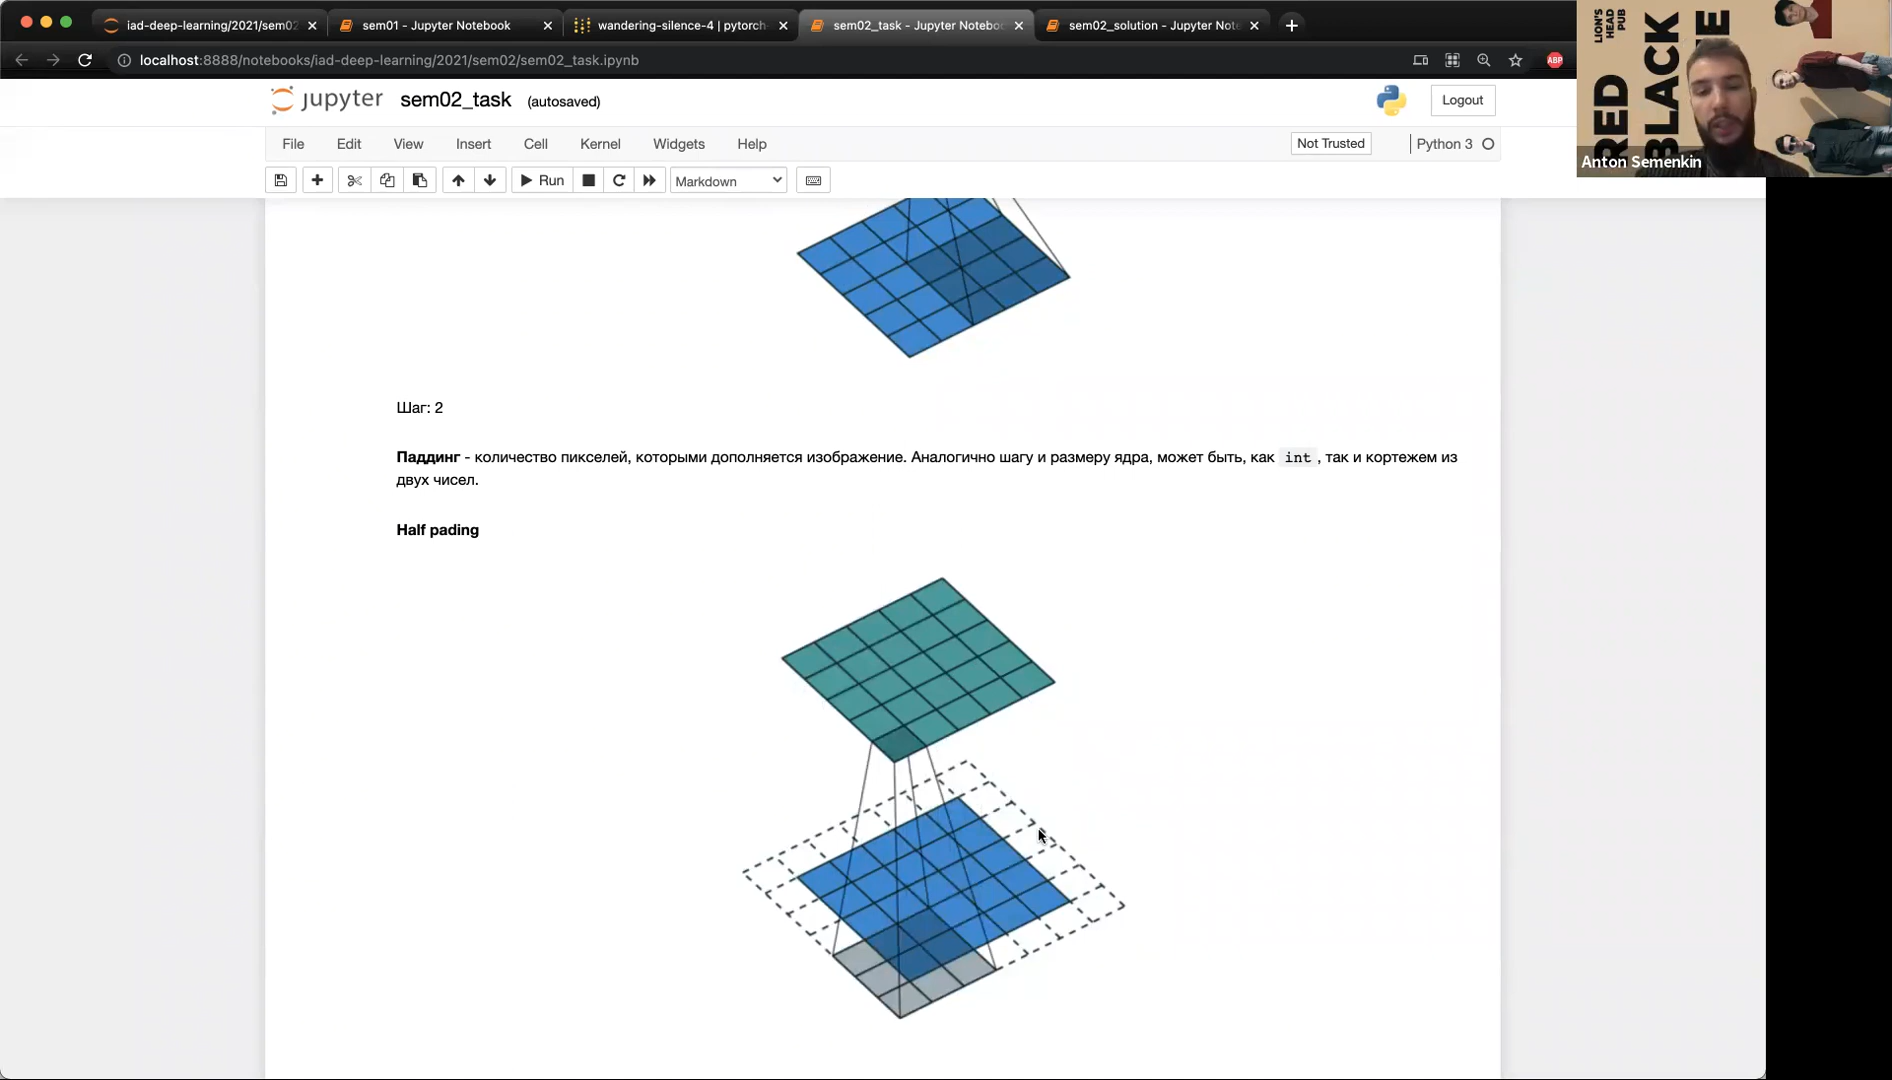 iad-deep-learning/2021/sem02
sem01 - Jupyter Notebook
wandering-silence-4 | pytorch-
sem02_task - Jupyter Notebook
sem02_solution - Jupyter Note
localhost:8888/notebooks/iad-deep-learning/2021/sem02/sem02_task.ipynb
ABP
LION'S
HEAD
PUB
RED
BLACK
Anton Semenkin
jupyter sem02_task (autosaved)
Logout
File Edit View Insert Cell Kernel Widgets Help
Not Trusted
Python 3
Run
Markdown
Шаг: 2
Паддинг - количество пикселей, которыми дополняется изображение. Аналогично шагу и размеру ядра, может быть, как int , так и кортежем из
двух чисел.
Half pading